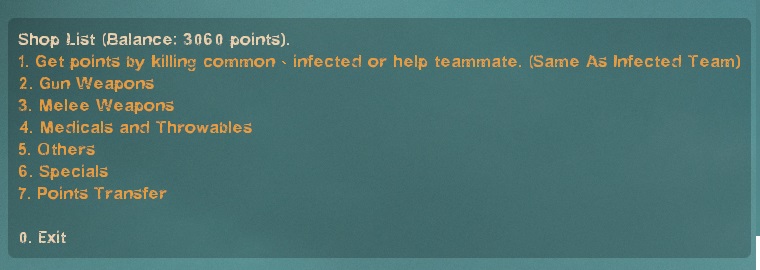 Shop List (Balance: 3060 points).
1. Get points by killing common、infected or help teammate. (Same As Infected Team)
2. Gun Weapons
3. Melee Weapons
4. Medicals and Throwables
5. Others
6. Specials
7. Points Transfer
0. Exit